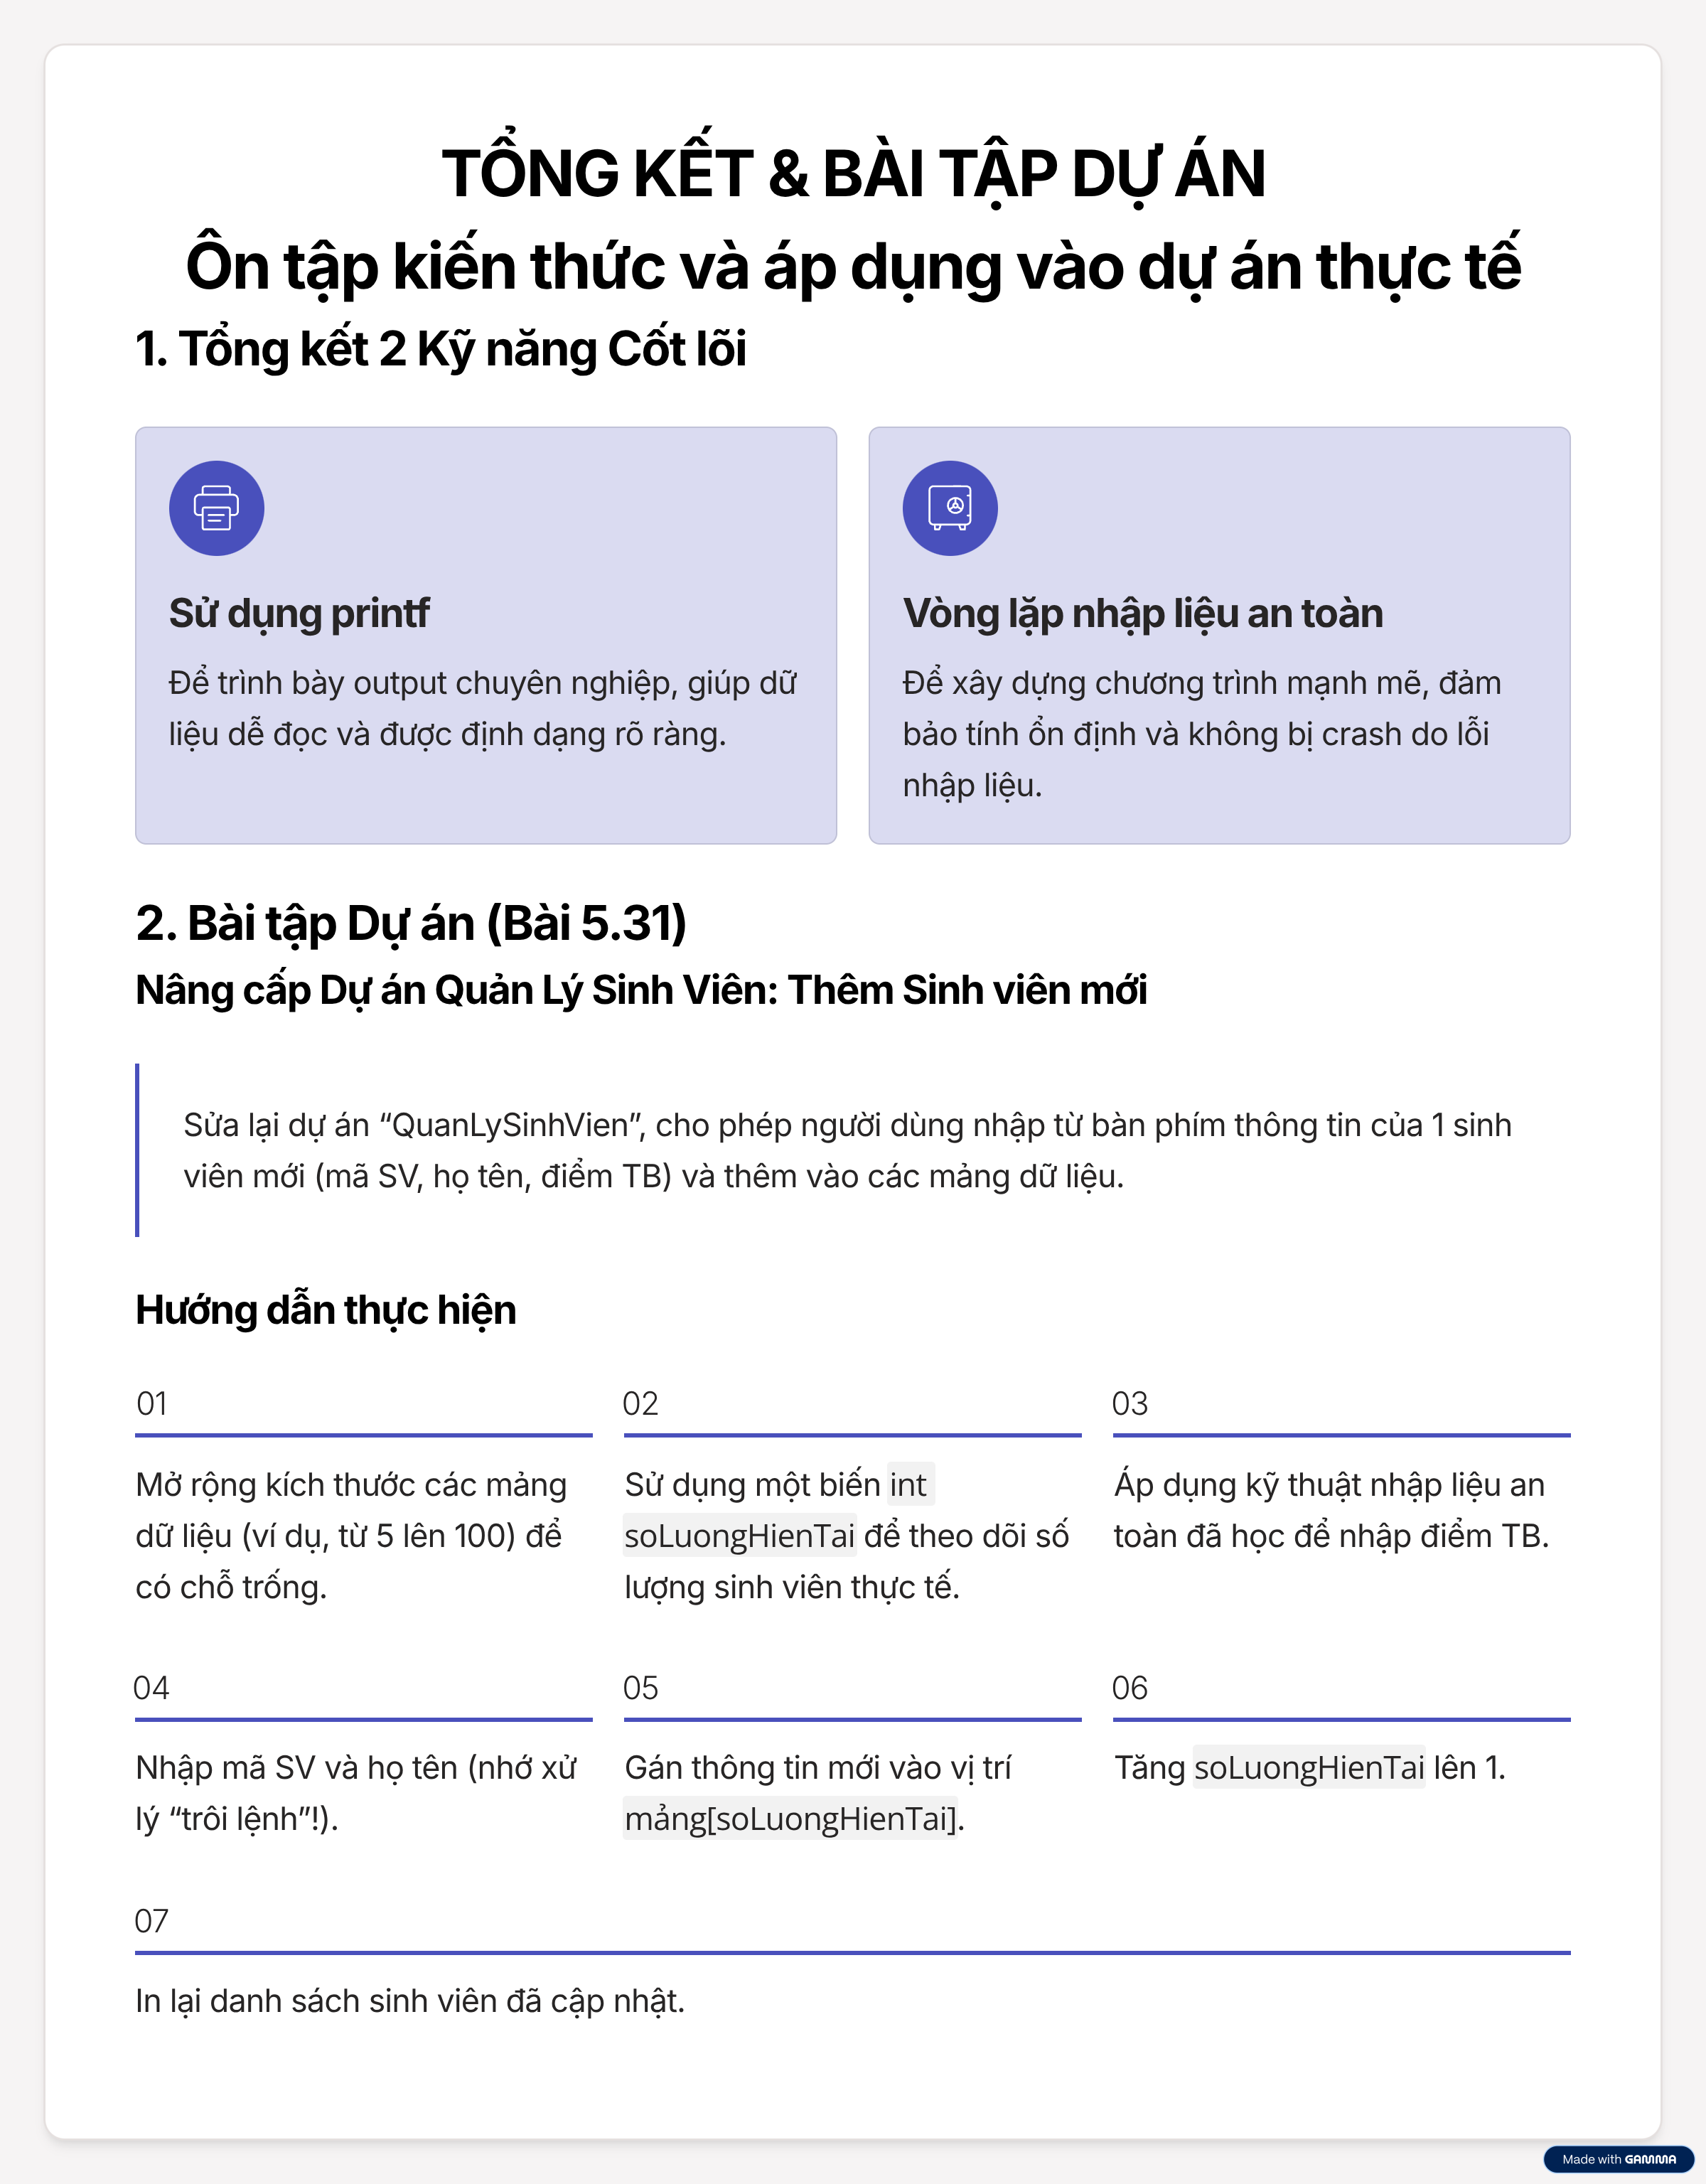 TỔNG KẾT & BÀI TẬP DỰ ÁN
Ôn tập kiến thức và áp dụng vào dự án thực tế
1. Tổng kết 2 Kỹ năng Cốt lõi
Sử dụng printf
Để trình bày output chuyên nghiệp, giúp dữ
liệu dễ đọc và được định dạng rõ ràng.
Vòng lặp nhập liệu an toàn
Để xây dựng chương trình mạnh mẽ, đảm
bảo tính ổn định và không bị crash do lỗi
nhập liệu.
2. Bài tập Dự án (Bài 5.31)
Nâng cấp Dự án Quản Lý Sinh Viên: Thêm Sinh viên mới
Sửa lại dự án “QuanLySinhVien”, cho phép người dùng nhập từ bàn phím thông tin của 1 sinh
viên mới (mã SV, họ tên, điểm TB) và thêm vào các mảng dữ liệu.
Hướng dẫn thực hiện
01
Mở rộng kích thước các mảng
dữ liệu (ví dụ, từ 5 lên 100) để
có chỗ trống.
02
Sử dụng một biến int
soLuongHienTai để theo dõi số
lượng sinh viên thực tế.
03
Áp dụng kỹ thuật nhập liệu an
toàn đã học để nhập điểm TB.
04
Nhập mã SV và họ tên (nhớ xử
lý “trôi lệnh”!).
05
Gán thông tin mới vào vị trí
mảng[soLuongHienTai].
06
Tăng soLuongHienTai lên 1.
07
In lại danh sách sinh viên đã cập nhật.
Made with GAMMA